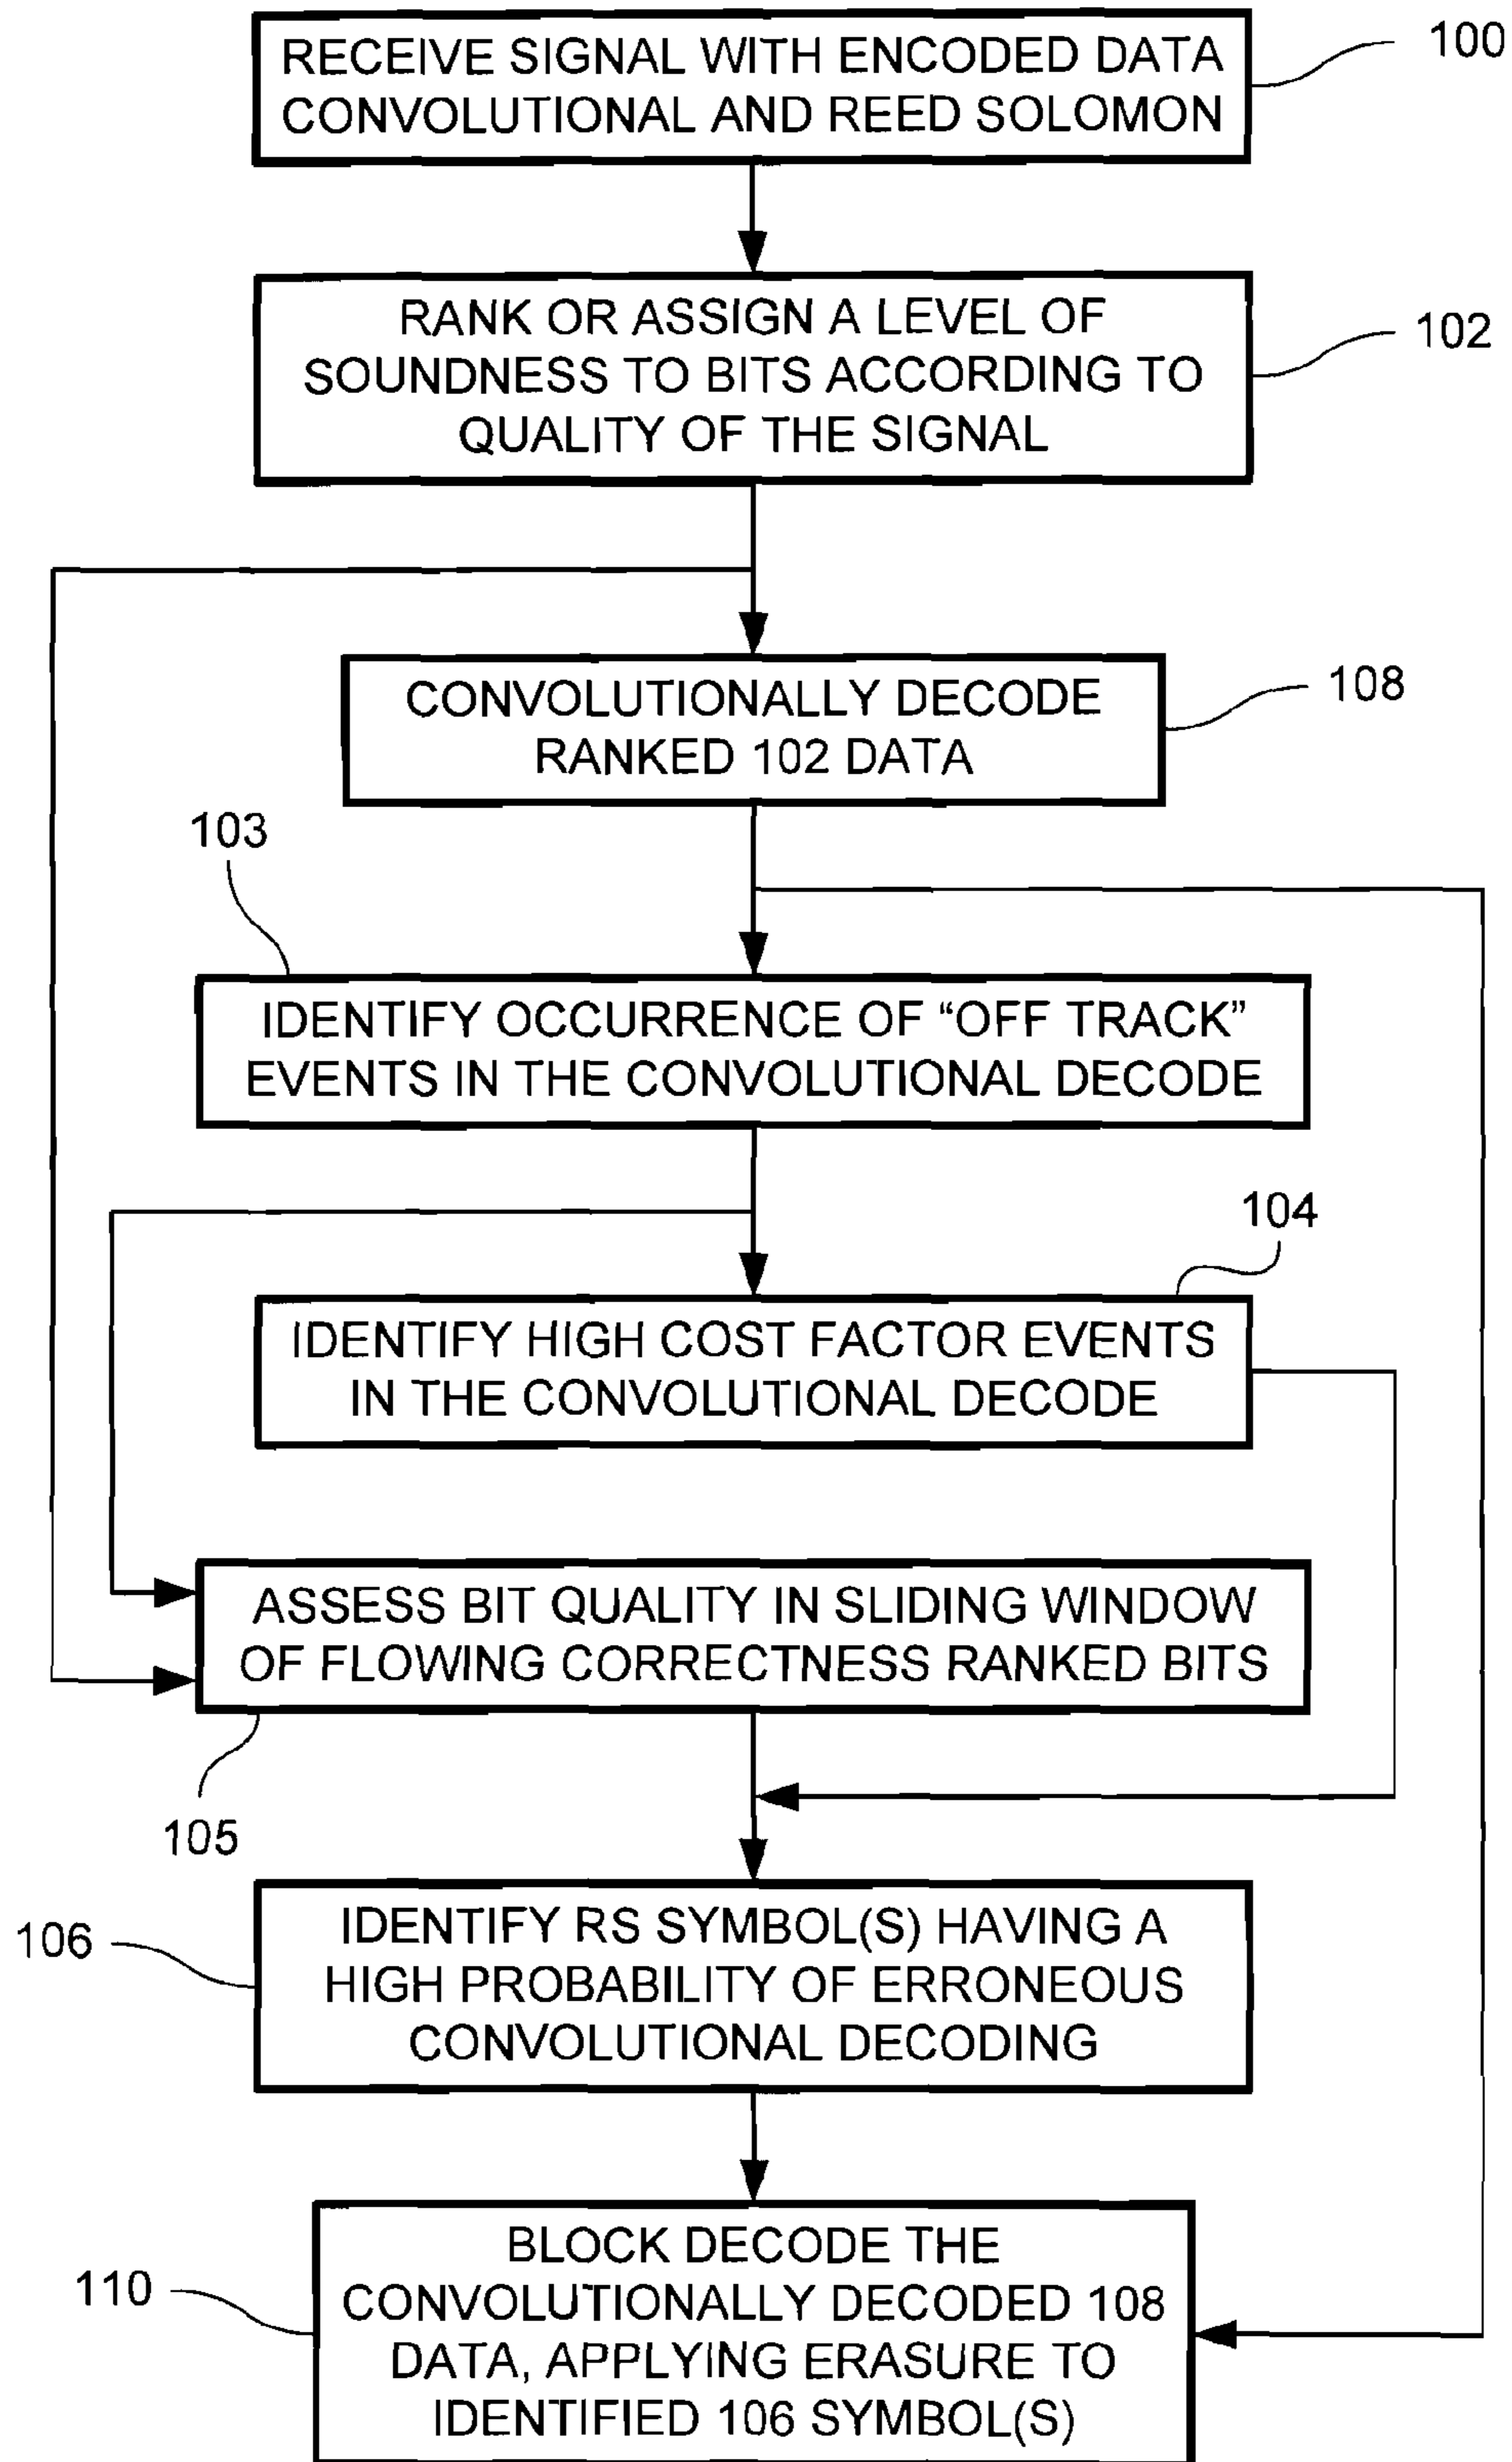 RECEIVE SIGNAL WITH ENCODED DATA
CONVOLUTIONAL AND REED SOLOMON
100
RANK OR ASSIGN A LEVEL OF
SOUNDNESS TO BITS ACCORDING TO
QUALITY OF THE SIGNAL
102
CONVOLUTIONALLY DECODE
RANKED 102 DATA
108
103
IDENTIFY OCCURRENCE OF “OFF TRACK”
EVENTS IN THE CONVOLUTIONAL DECODE
104
IDENTIFY HIGH COST FACTOR EVENTS
IN THE CONVOLUTIONAL DECODE
ASSESS BIT QUALITY IN SLIDING WINDOW
OF FLOWING CORRECTNESS RANKED BITS
105
106
IDENTIFY RS SYMBOL(S) HAVING A
HIGH PROBABILITY OF ERRONEOUS
CONVOLUTIONAL DECODING
110
BLOCK DECODE THE
CONVOLUTIONALLY DECODED 108
DATA, APPLYING ERASURE TO
IDENTIFIED 106 SYMBOL(S)